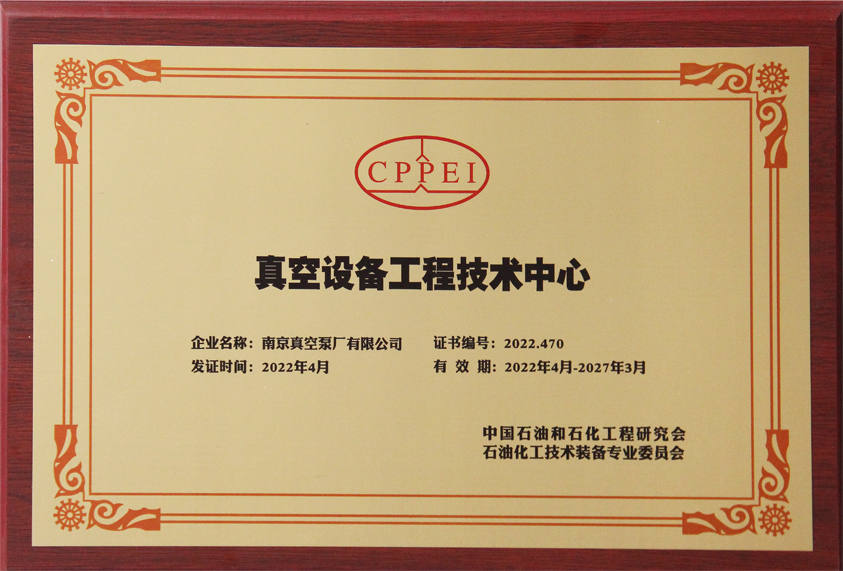 CPPEI
真空设备工程技术中心
企业名称：南京真空泵厂有限公司 证书编号：2022.470
发证时间：2022年4月 有 效 期：2022年4月-2027年3月
中国石油和石化工程研究会
石油化工技术装备专业委员会